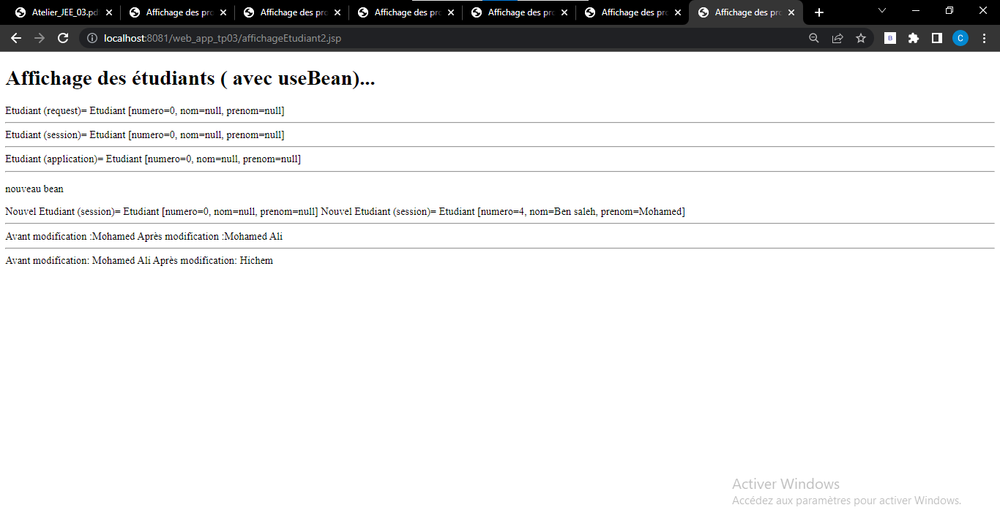 Atelier_JEE_03.pd
Affichage des pro
Affichage des pro
Affichage des pro
Affichage des pro
Affichage des pro
Affichage des pro
localhost:8081/web_app_tp03/affichageEtudiant2.jsp
B
C
Affichage des étudiants ( avec useBean)...
Etudiant (request)= Etudiant [numero=0, nom=null, prenom=null]
Etudiant (session)= Etudiant [numero=0, nom=null, prenom=null]
Etudiant (application)= Etudiant [numero=0, nom=null, prenom=null]
nouveau bean
Nouvel Etudiant (session)= Etudiant [numero=0, nom=null, prenom=null] Nouvel Etudiant (session)= Etudiant [numero=4, nom=Ben saleh, prenom=Mohamed]
Avant modification :Mohamed Après modification :Mohamed Ali
Avant modification: Mohamed Ali Après modification: Hichem
Activer Windows
Accédez aux paramètres pour activer Windows.